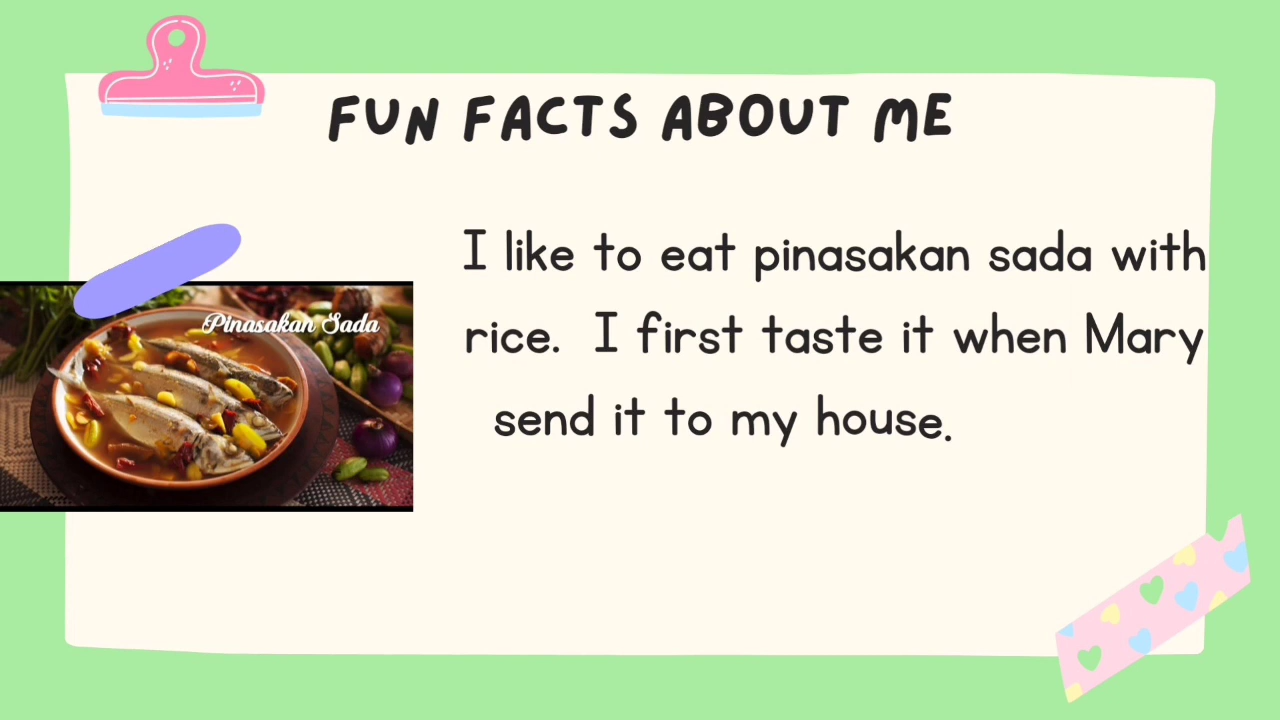 FUN FACTS ABOUT ME
Pinasakan Sada
I like to eat pinasakan sada with
rice. I first taste it when Mary
send it to my house.